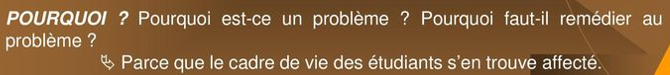 POURQUOI ? Pourquoi est-ce un problème ? Pourquoi faut-il remédier au
problème ?
↳ Parce que le cadre de vie des étudiants s’en trouve affecté.